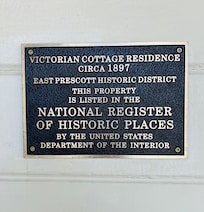 VICTORIAN COTTAGE RESIDENCE
CIRCA 1897
EAST PRESCOTT HISTORIC DISTRICT
THIS PROPERTY
IS LISTED IN THE
NATIONAL REGISTER
OF HISTORIC PLACES
BY THE UNITED STATES
DEPARTMENT OF THE INTERIOR